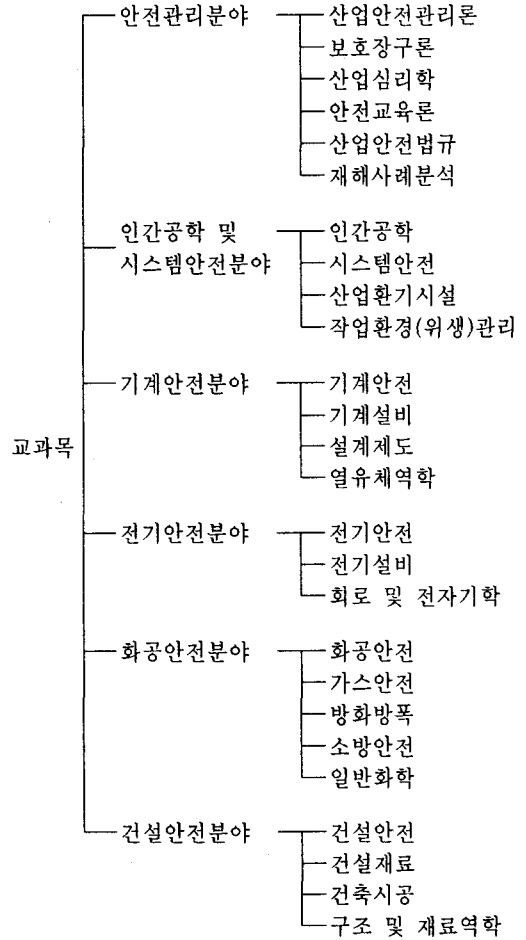 안전관리분야
산업안전관리론
보호장구론
산업심리학
안전교육론
산업안전법규
재해사례분석
인간공학 및
시스템안전분야
인간공학
시스템안전
산업환기시설
작업환경(위생)관리
기계안전분야
기계안전
기계설비
설계제도
열유체역학
교과목
전기안전분야
전기안전
전기설비
회로 및 전자기학
화공안전분야
화공안전
가스안전
방화방폭
소방안전
일반화학
건설안전분야
건설안전
건설재료
건축시공
구조 및 재료역학